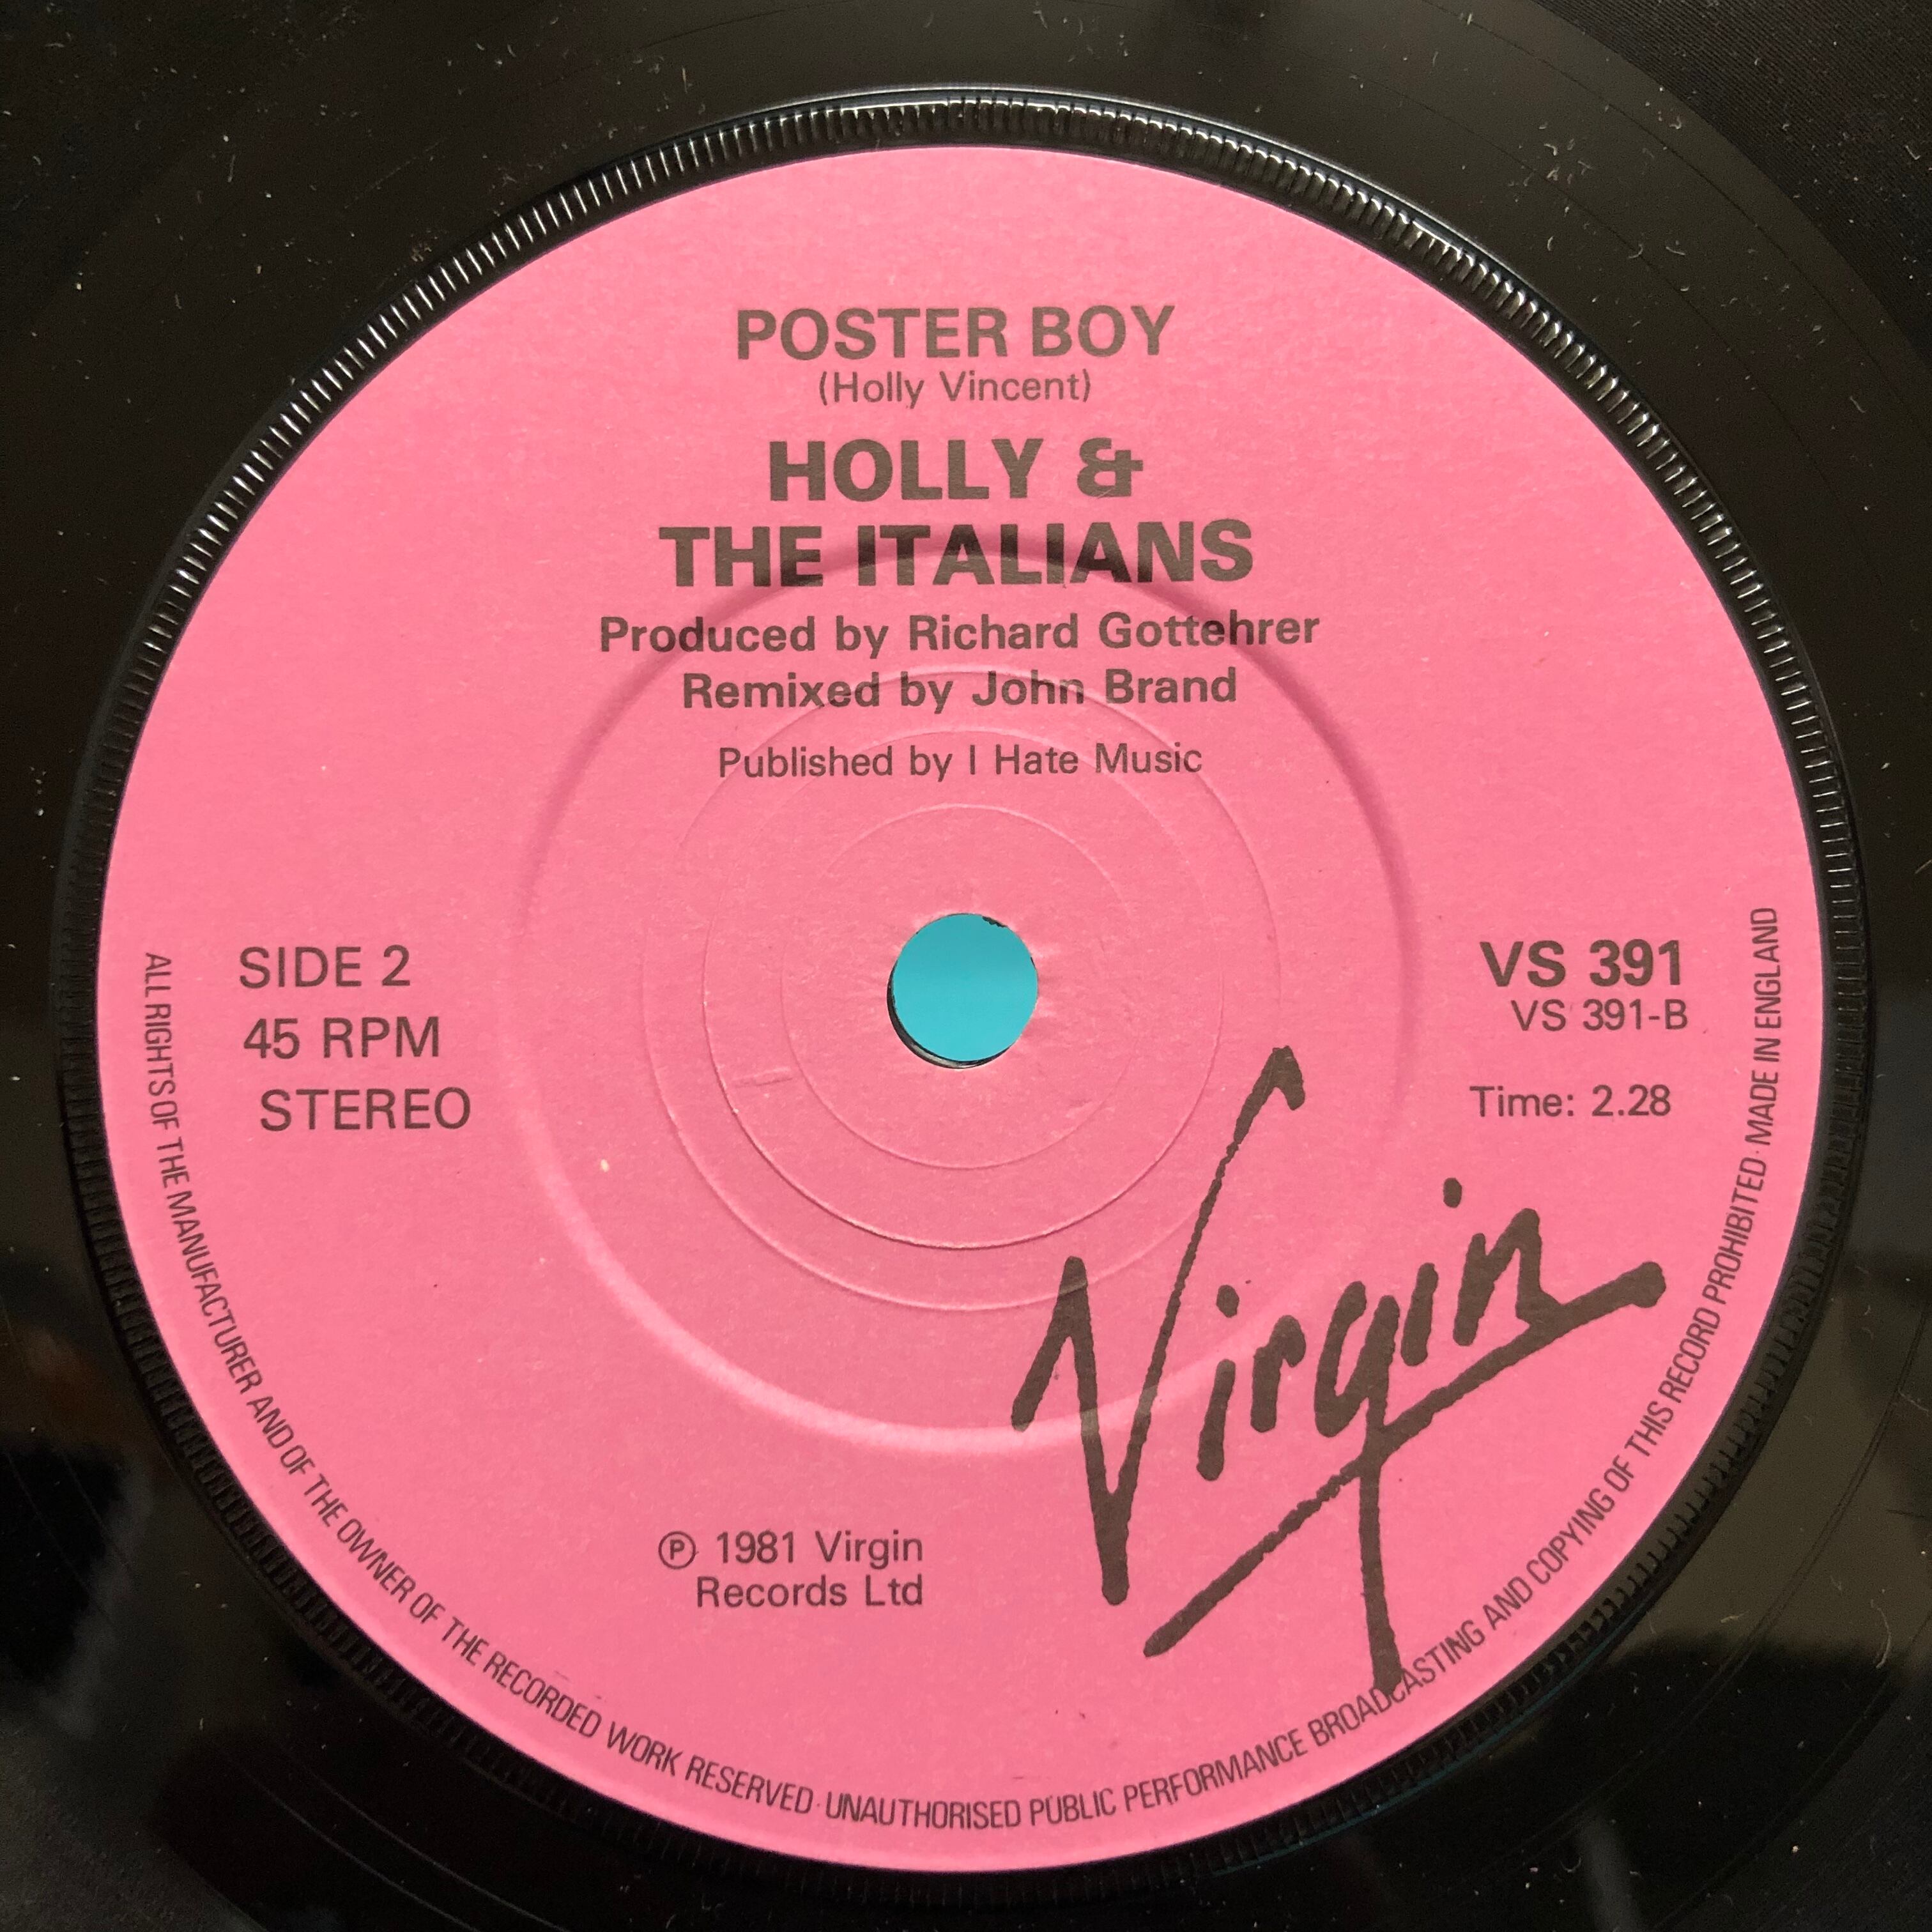 POSTER BOY
(Holly Vincent)
HOLLY &
THE ITALIANS
Produced by Richard Gottehrer
Remixed by John Brand
Published by I Hate Music
SIDE 2
45 RPM
STEREO
VS 391
VS 391-B
Time: 2.28
Virgin
℗ 1981 Virgin
Records Ltd
ALL RIGHTS OF THE MANUFACTURER AND OF THE OWNER OF THE RECORDED WORK RESERVED · UNAUTHORISED PUBLIC PERFORMANCE BROADCASTING AND COPYING OF THIS RECORD PROHIBITED · MADE IN ENGLAND